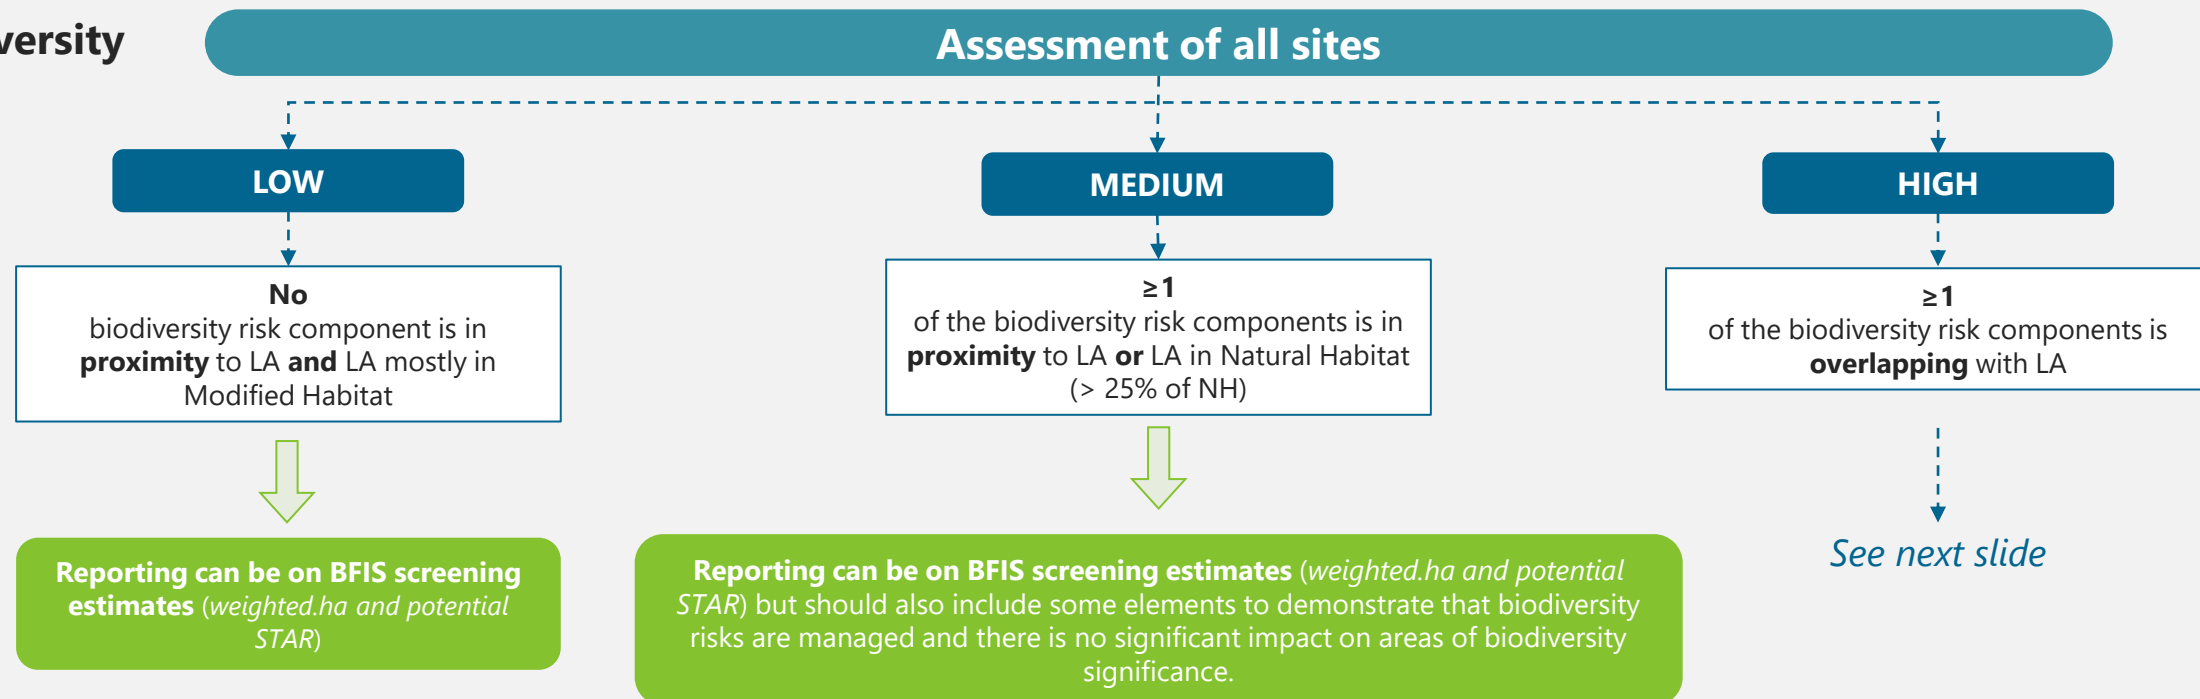 versity
Assessment of all sites
LOW
MEDIUM
HIGH
No
biodiversity risk component is in
proximity to LA and LA mostly in
Modified Habitat
≥1
of the biodiversity risk components is in
proximity to LA or LA in Natural Habitat
(> 25% of NH)
≥1
of the biodiversity risk components is
overlapping with LA
Reporting can be on BFIS screening
estimates (weighted.ha and potential
STAR)
Reporting can be on BFIS screening estimates (weighted.ha and potential
STAR) but should also include some elements to demonstrate that biodiversity
risks are managed and there is no significant impact on areas of biodiversity
significance.
See next slide